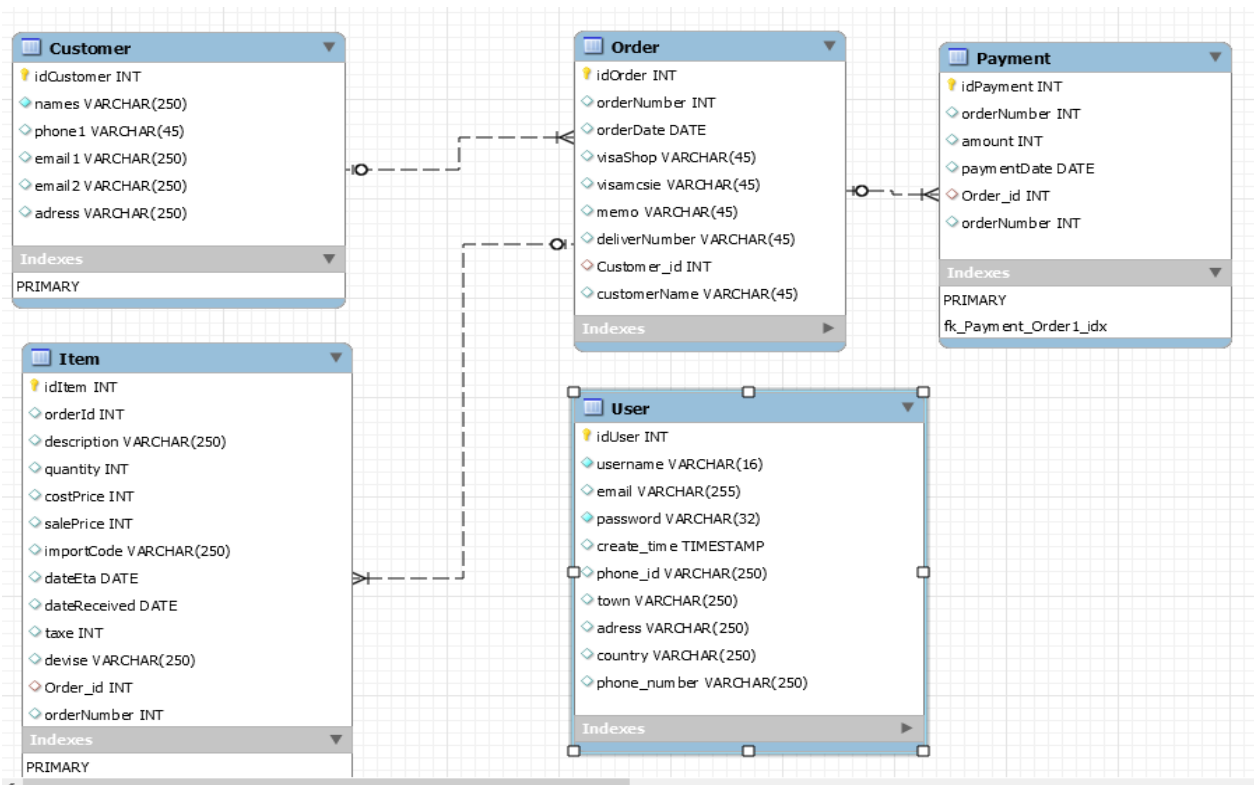 Customer
idCustomer INT
names VARCHAR(250)
phone1 VARCHAR(45)
email1 VARCHAR(250)
email2 VARCHAR(250)
adress VARCHAR(250)
Indexes
PRIMARY
Order
idOrder INT
orderNumber INT
orderDate DATE
visaShop VARCHAR(45)
visamcsie VARCHAR(45)
memo VARCHAR(45)
deliverNumber VARCHAR(45)
Customer_id INT
customerName VARCHAR(45)
Indexes
Payment
idPayment INT
orderNumber INT
amount INT
paymentDate DATE
Order_id INT
orderNumber INT
Indexes
PRIMARY
fk_Payment_Order1_idx
Item
idItem INT
orderId INT
description VARCHAR(250)
quantity INT
costPrice INT
salePrice INT
importCode VARCHAR(250)
dateEta DATE
dateReceived DATE
taxe INT
devise VARCHAR(250)
Order_id INT
orderNumber INT
Indexes
PRIMARY
User
idUser INT
username VARCHAR(16)
email VARCHAR(255)
password VARCHAR(32)
create_time TIMESTAMP
phone_id VARCHAR(250)
town VARCHAR(250)
adress VARCHAR(250)
country VARCHAR(250)
phone_number VARCHAR(250)
Indexes